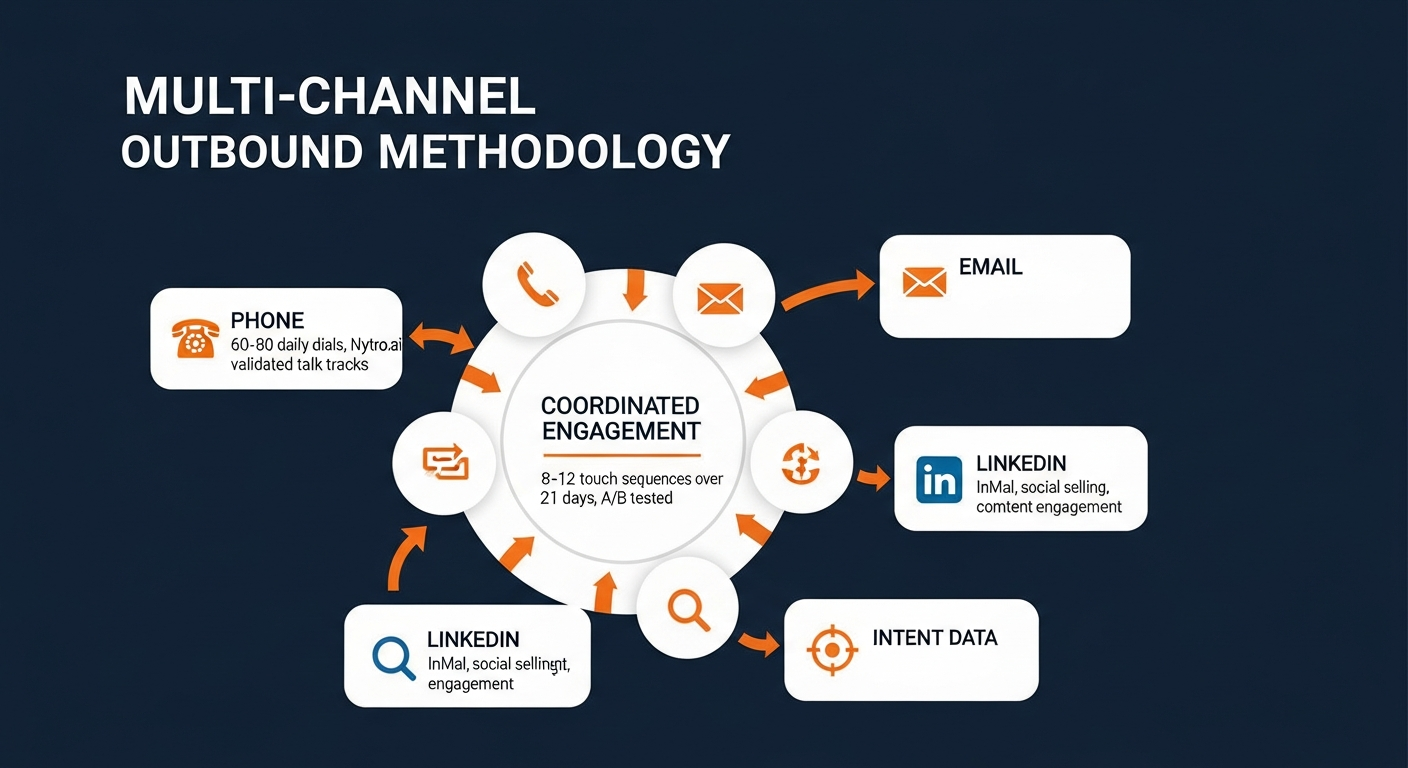 MULTI-CHANNEL
OUTBOUND METHODOLOGY
PHONE
60-80 daily dials, Nytro.ai
validated talk tracks
EMAIL
COORDINATED
ENGAGEMENT
8-12 touch sequences over
21 days, A/B tested
in
LINKEDIN
InMal, social selling,
comtent engagement
LINKEDIN
InMal, social
engagement
INTENT DATA